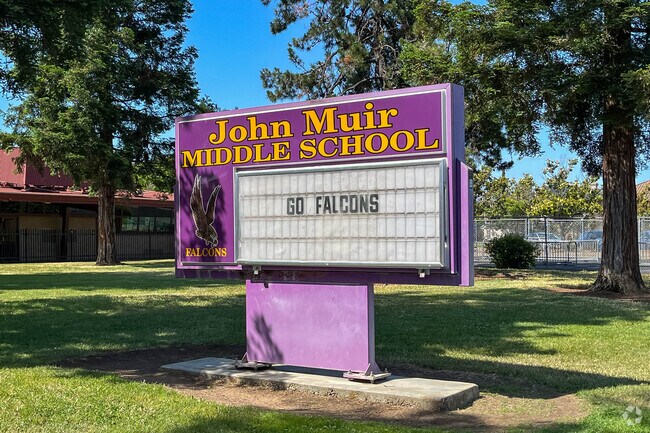 John Muir
MIDDLE SCHOOL
GO FALCONS
FALCONS